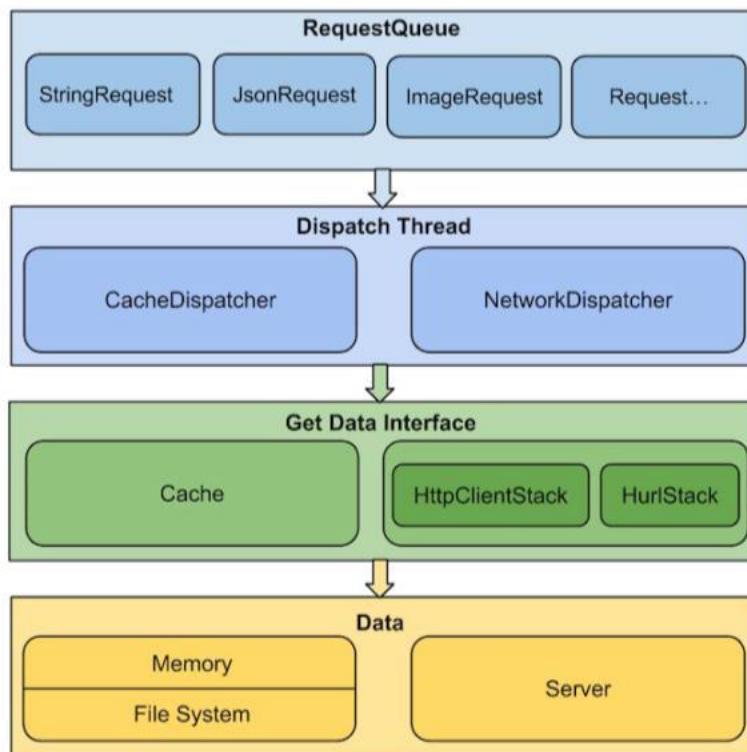 RequestQueue
StringRequest
JsonRequest
ImageRequest
Request…
Dispatch Thread
CacheDispatcher
NetworkDispatcher
Get Data Interface
Cache
HttpClientStack
HurlStack
Data
Memory
File System
Server